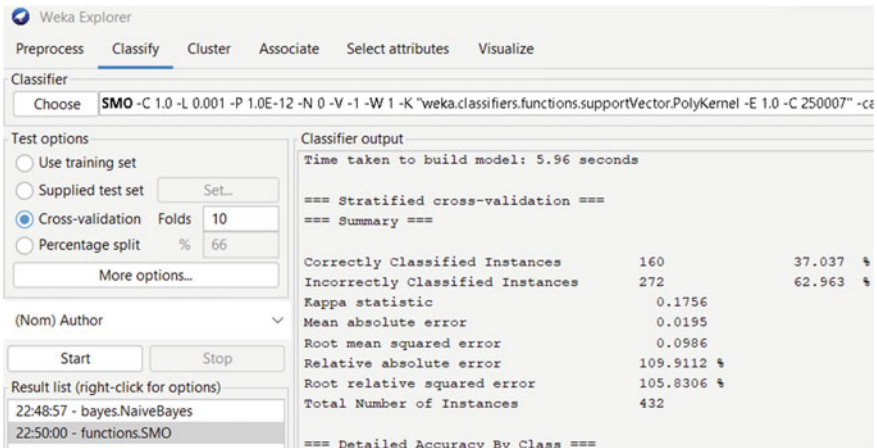 Weka Explorer
Preprocess Classify Cluster Associate Select attributes Visualize
Classifier
Choose SMO -C 1.0 -L 0.001 -P 1.0E-12 -N 0 -V -1 -W 1 -K "weka.classifiers.functions.supportVector.PolyKernel -E 1.0 -C 250007" -ca
Test options
Use training set
Supplied test set Set...
Cross-validation Folds 10
Percentage split % 66
More options...
(Nom) Author
Start Stop
Result list (right-click for options)
22:48:57 - bayes.NaiveBayes
22:50:00 - functions.SMO
Classifier output
Time taken to build model: 5.96 seconds
=== Stratified cross-validation ===
=== Summary ===
Correctly Classified Instances 160 37.037 %
Incorrectly Classified Instances 272 62.963 %
Kappa statistic 0.1756
Mean absolute error 0.0195
Root mean squared error 0.0986
Relative absolute error 109.9112 %
Root relative squared error 105.8306 %
Total Number of Instances 432
=== Detailed Accuracy By Class ===